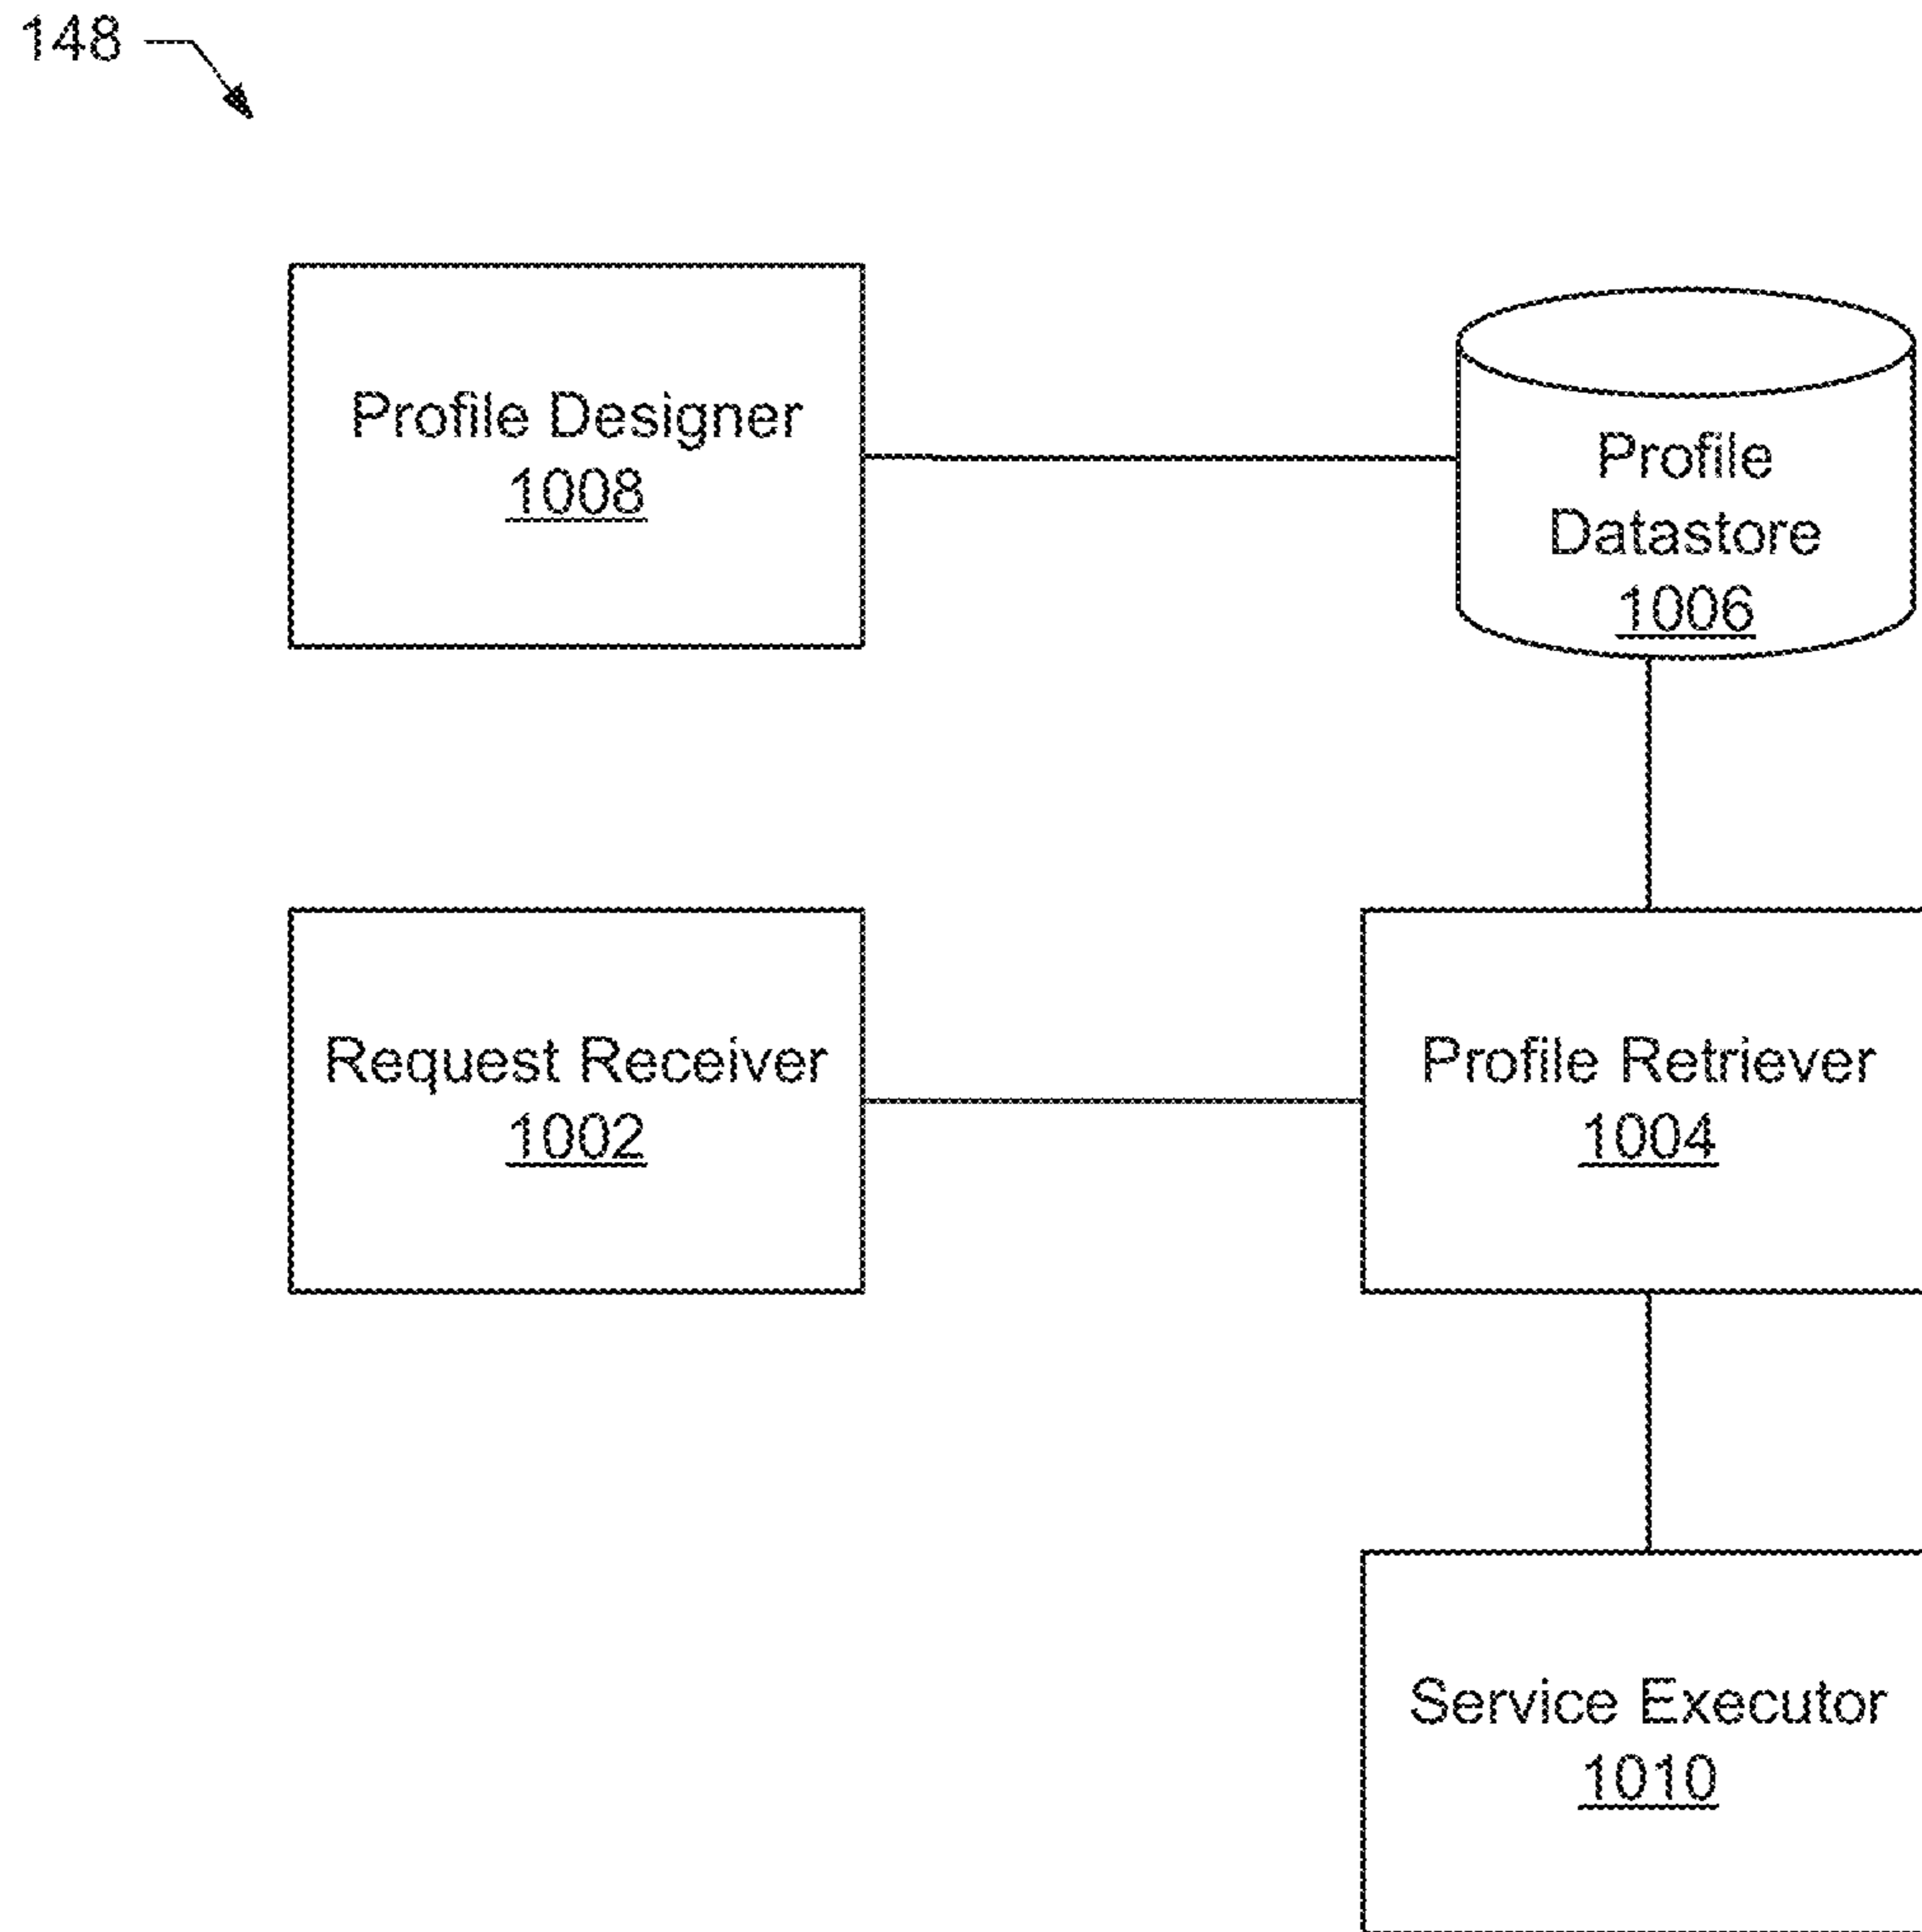 148
Profile Designer
1008
Profile
Datastore
1006
Request Receiver
1002
Profile Retriever
1004
Service Executor
1010